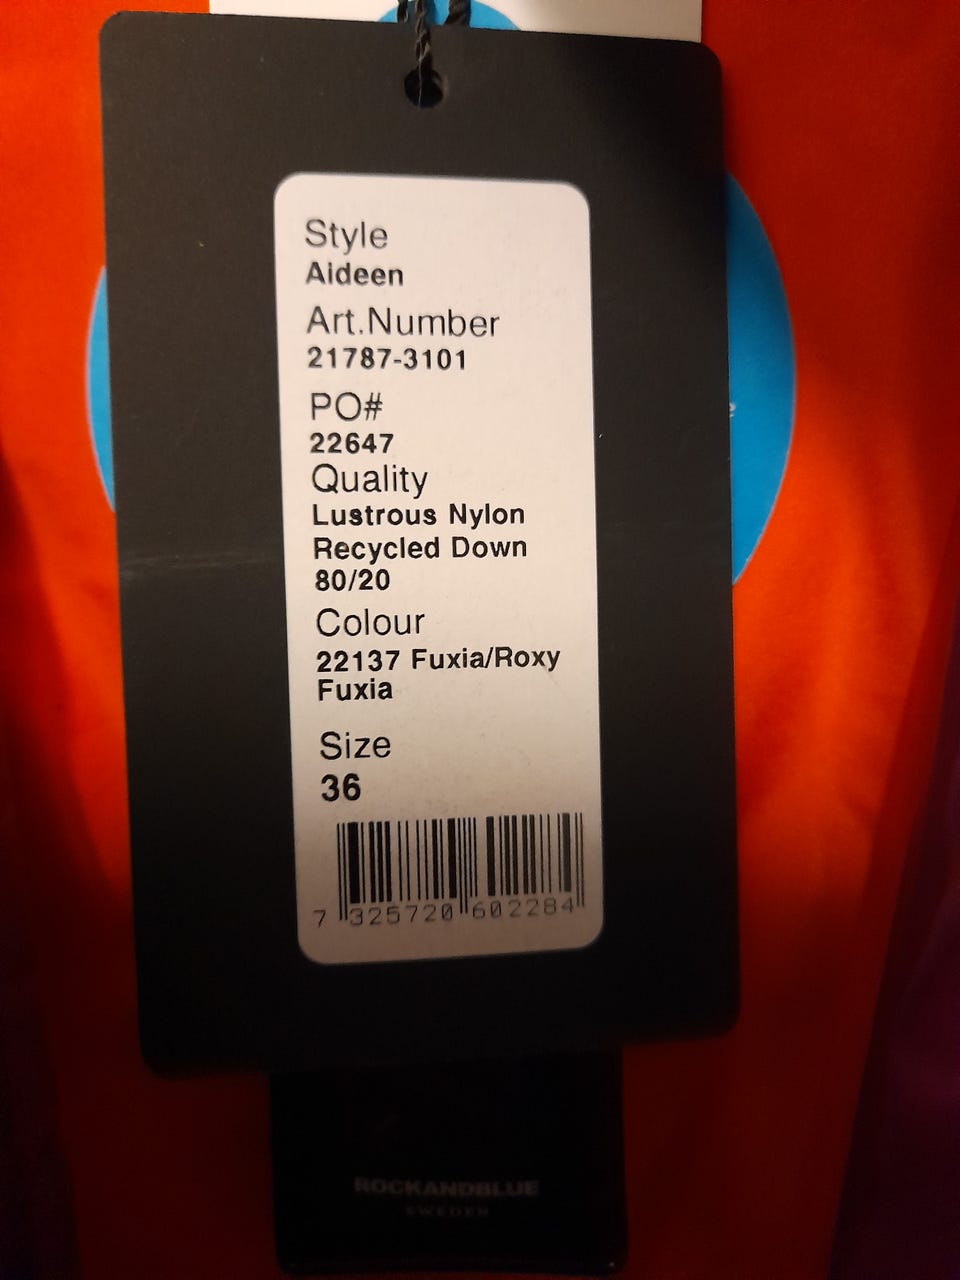 Style
Aideen
Art.Number
21787-3101
PO#
22647
Quality
Lustrous Nylon
Recycled Down
80/20
Colour
22137 Fuxia/Roxy
Fuxia
Size
36
7 325720 602284
ROCKANDBLUE
SWEDEN